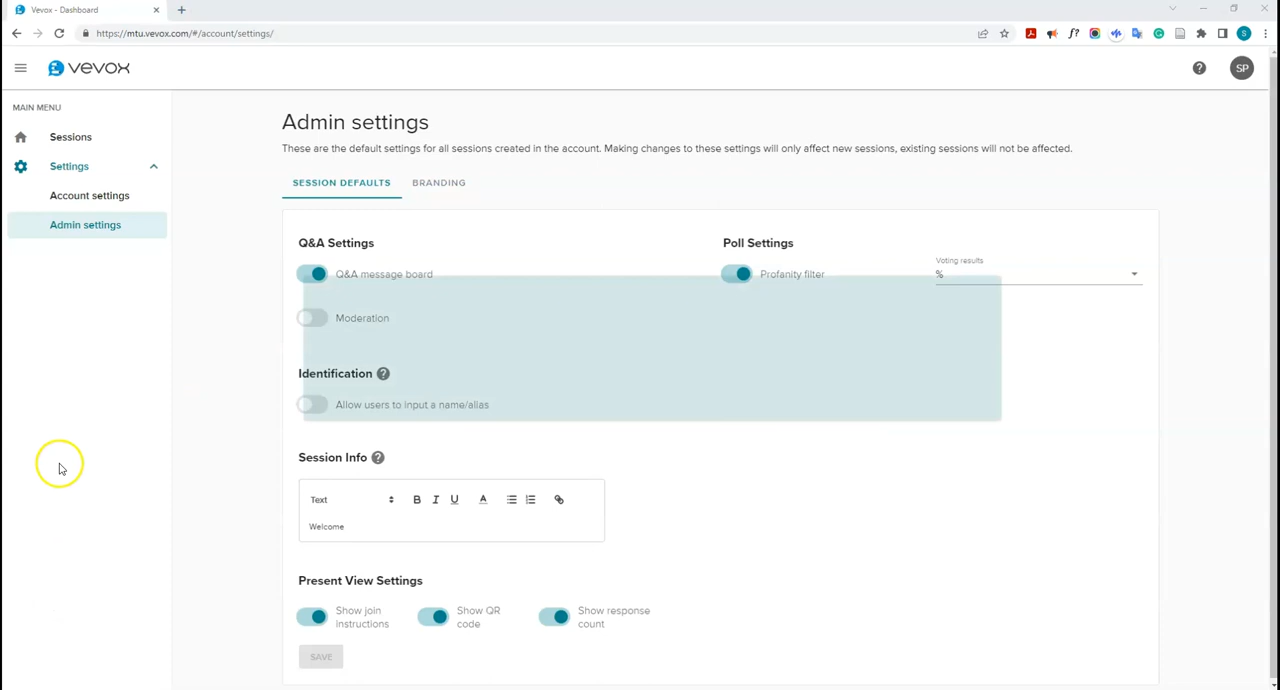 Vevox - Dashboard
https://mtu.vevox.com/#/account/settings/
S
vevox
SP
MAIN MENU
Sessions
Settings
Account settings
Admin settings
Admin settings
These are the default settings for all sessions created in the account. Making changes to these settings will only affect new sessions, existing sessions will not be affected.
SESSION DEFAULTS BRANDING
Q&A Settings
Q&A message board
Moderation
Poll Settings
Profanity filter
Voting results
%
Identification ?
Allow users to input a name/alias
Session Info ?
Text B I U A
Welcome
Present View Settings
Show join
instructions
Show QR
code
Show response
count
SAVE